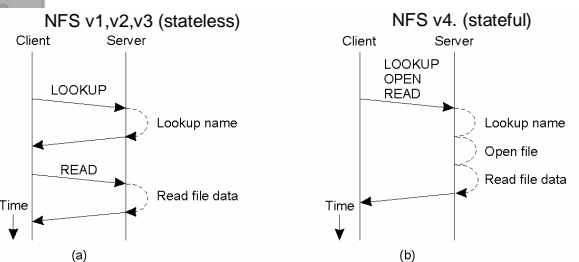 NFS v1,v2,v3 (stateless)
Client
Server
LOOKUP
Lookup name
READ
Read file data
Time
(a)
NFS v4. (stateful)
Client
Server
LOOKUP
OPEN
READ
Lookup name
Open file
Read file data
Time
(b)